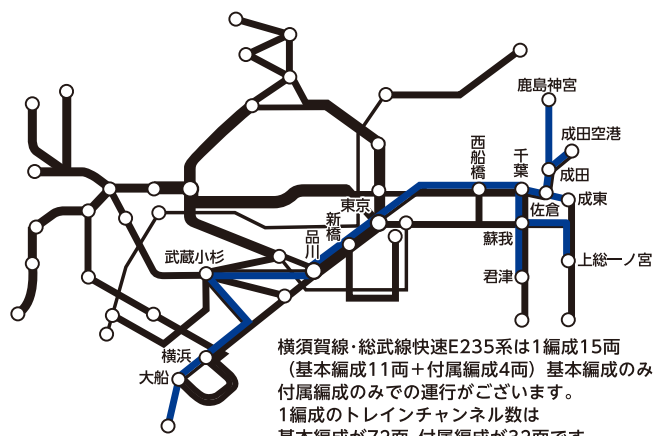 鹿島神宮
成田空港
西船橋
千葉
成田
佐倉
成東
東京
新橋
品川
蘇我
武蔵小杉
上総一ノ宮
君津
横浜
大船
横須賀線･総武線快速E235系は1編成15両
（基本編成11両＋付属編成4両）基本編成のみ
付属編成のみでの運行がございます。
1編成のトレインチャンネル数は